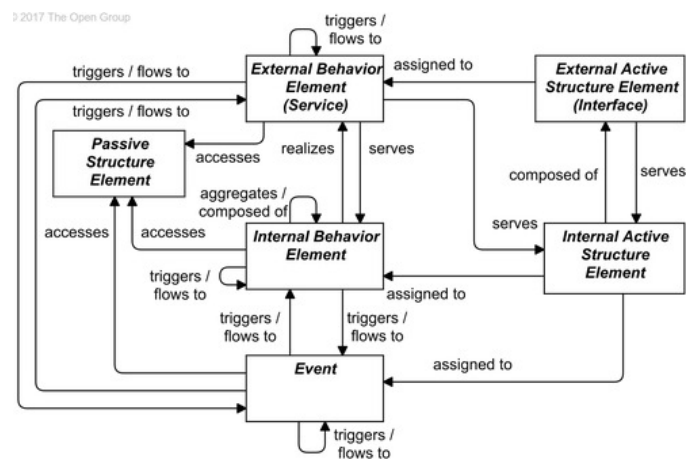 © 2017 The Open Group
triggers /
flows to
triggers / flows to
External Behavior
Element
(Service)
assigned to
External Active
Structure Element
(Interface)
triggers / flows to
Passive
Structure
Element
accesses
realizes
serves
composed of
serves
aggregates /
composed of
accesses
accesses
Internal Behavior
Element
serves
Internal Active
Structure
Element
triggers /
flows to
assigned to
triggers /
flows to
triggers /
flows to
Event
assigned to
triggers /
flows to